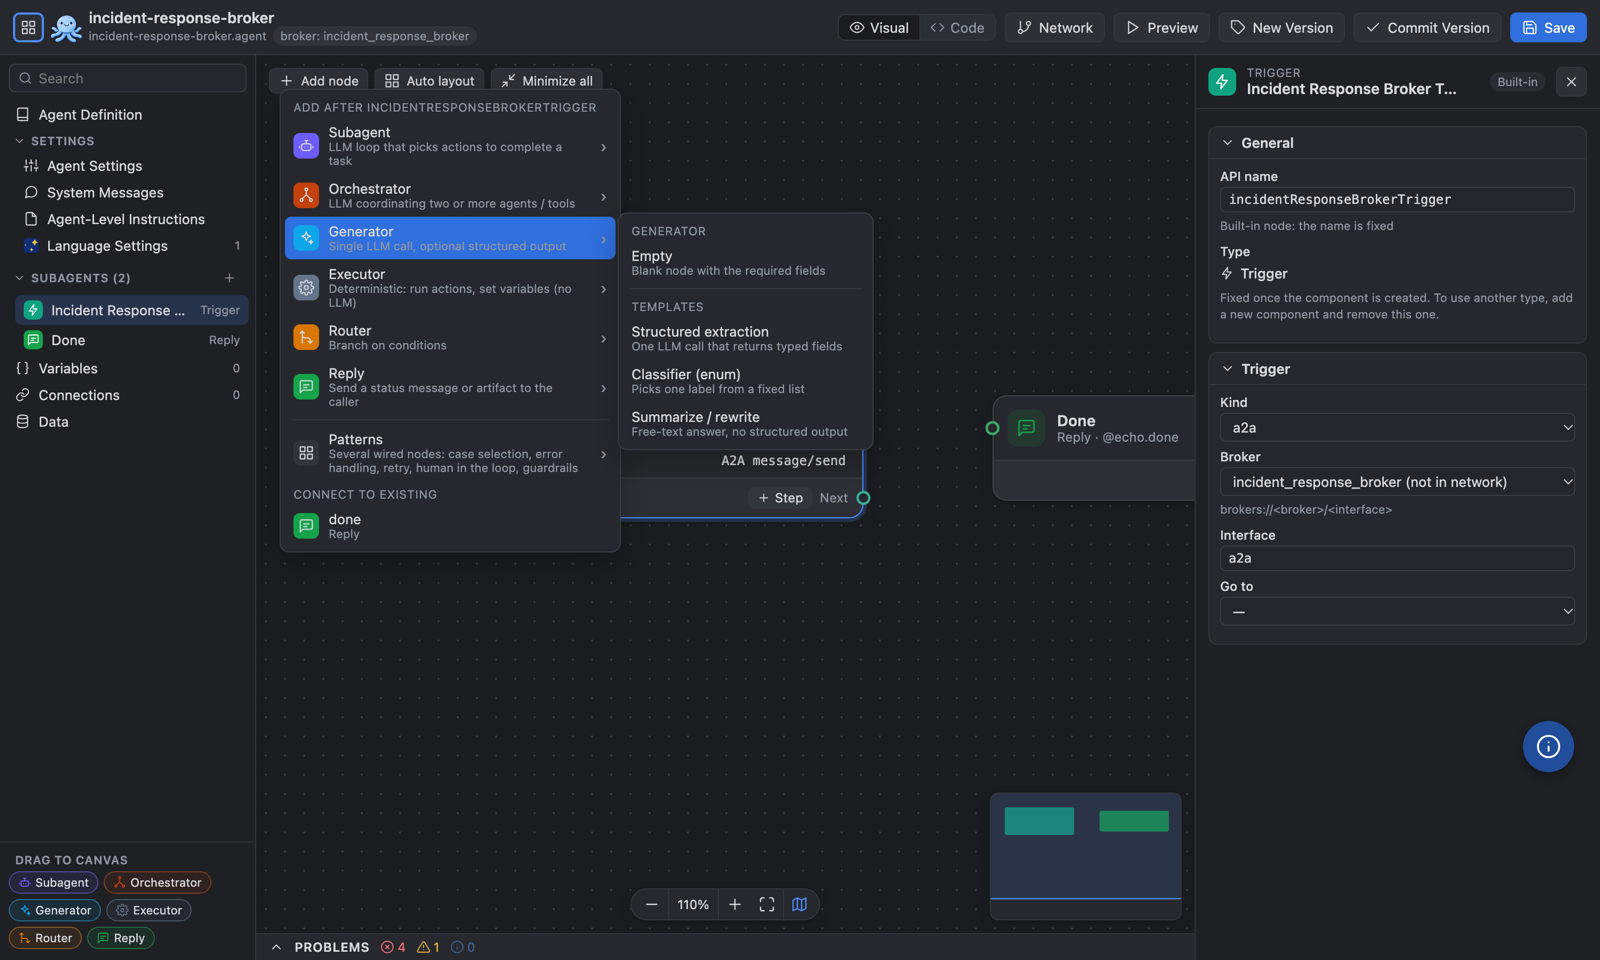 incident-response-broker
incident-response-broker.agent
broker: incident_response_broker
Visual
Code
Network
Preview
New Version
Commit Version
Save
Search
Agent Definition
SETTINGS
Agent Settings
System Messages
Agent-Level Instructions
Language Settings 1
SUBAGENTS (2)
Incident Response ... Trigger
Done Reply
Variables 0
Connections 0
Data
DRAG TO CANVAS
Subagent
Orchestrator
Generator
Executor
Router
Reply
Add node
Auto layout
Minimize all
ADD AFTER INCIDENTRESPONSEBROKERTRIGGER
Subagent
LLM loop that picks actions to complete a
task
Orchestrator
LLM coordinating two or more agents / tools
Generator
Single LLM call, optional structured output
Executor
Deterministic: run actions, set variables (no
LLM)
Router
Branch on conditions
Reply
Send a status message or artifact to the
caller
Patterns
Several wired nodes: case selection, error
handling, retry, human in the loop, guardrails
CONNECT TO EXISTING
done
Reply
GENERATOR
Empty
Blank node with the required fields
TEMPLATES
Structured extraction
One LLM call that returns typed fields
Classifier (enum)
Picks one label from a fixed list
Summarize / rewrite
Free-text answer, no structured output
A2A message/send
Step
Next
Done
Reply · @echo.done
110%
PROBLEMS 4 1 0
TRIGGER
Incident Response Broker T...
Built-in
General
API name
incidentResponseBrokerTrigger
Built-in node: the name is fixed
Type
Trigger
Fixed once the component is created. To use another type, add
a new component and remove this one.
Trigger
Kind
a2a
Broker
incident_response_broker (not in network)
brokers://<broker>/<interface>
Interface
a2a
Go to
—